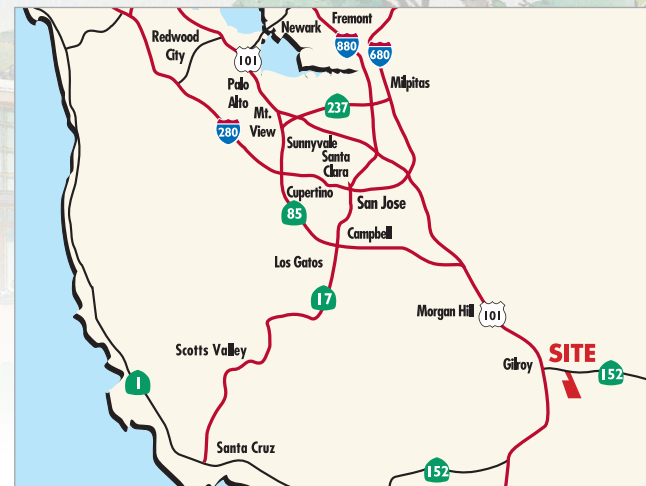 Fremont
Newark
Redwood
City
880
680
101
Palo
Alto
Milpitas
237
Mt.
View
280
Sunnyvale
Santa
Clara
Cupertino
San Jose
85
Campbell
Los Gatos
17
Morgan Hill
101
Scotts Valley
SITE
Gilroy
152
1
Santa Cruz
152